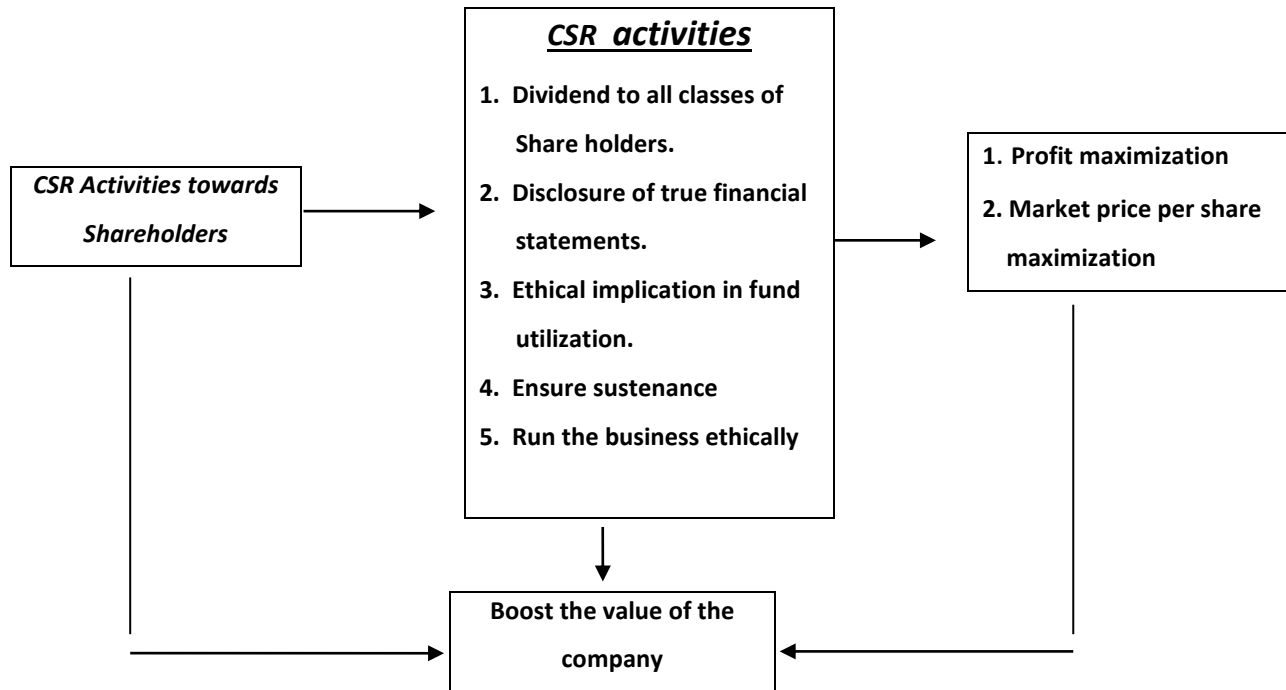 CSR activities
1. Dividend to all classes of
Share holders.
2. Disclosure of true financial
statements.
3. Ethical implication in fund
utilization.
4. Ensure sustenance
5. Run the business ethically
CSR Activities towards
Shareholders
1. Profit maximization
2. Market price per share
maximization
Boost the value of the
company